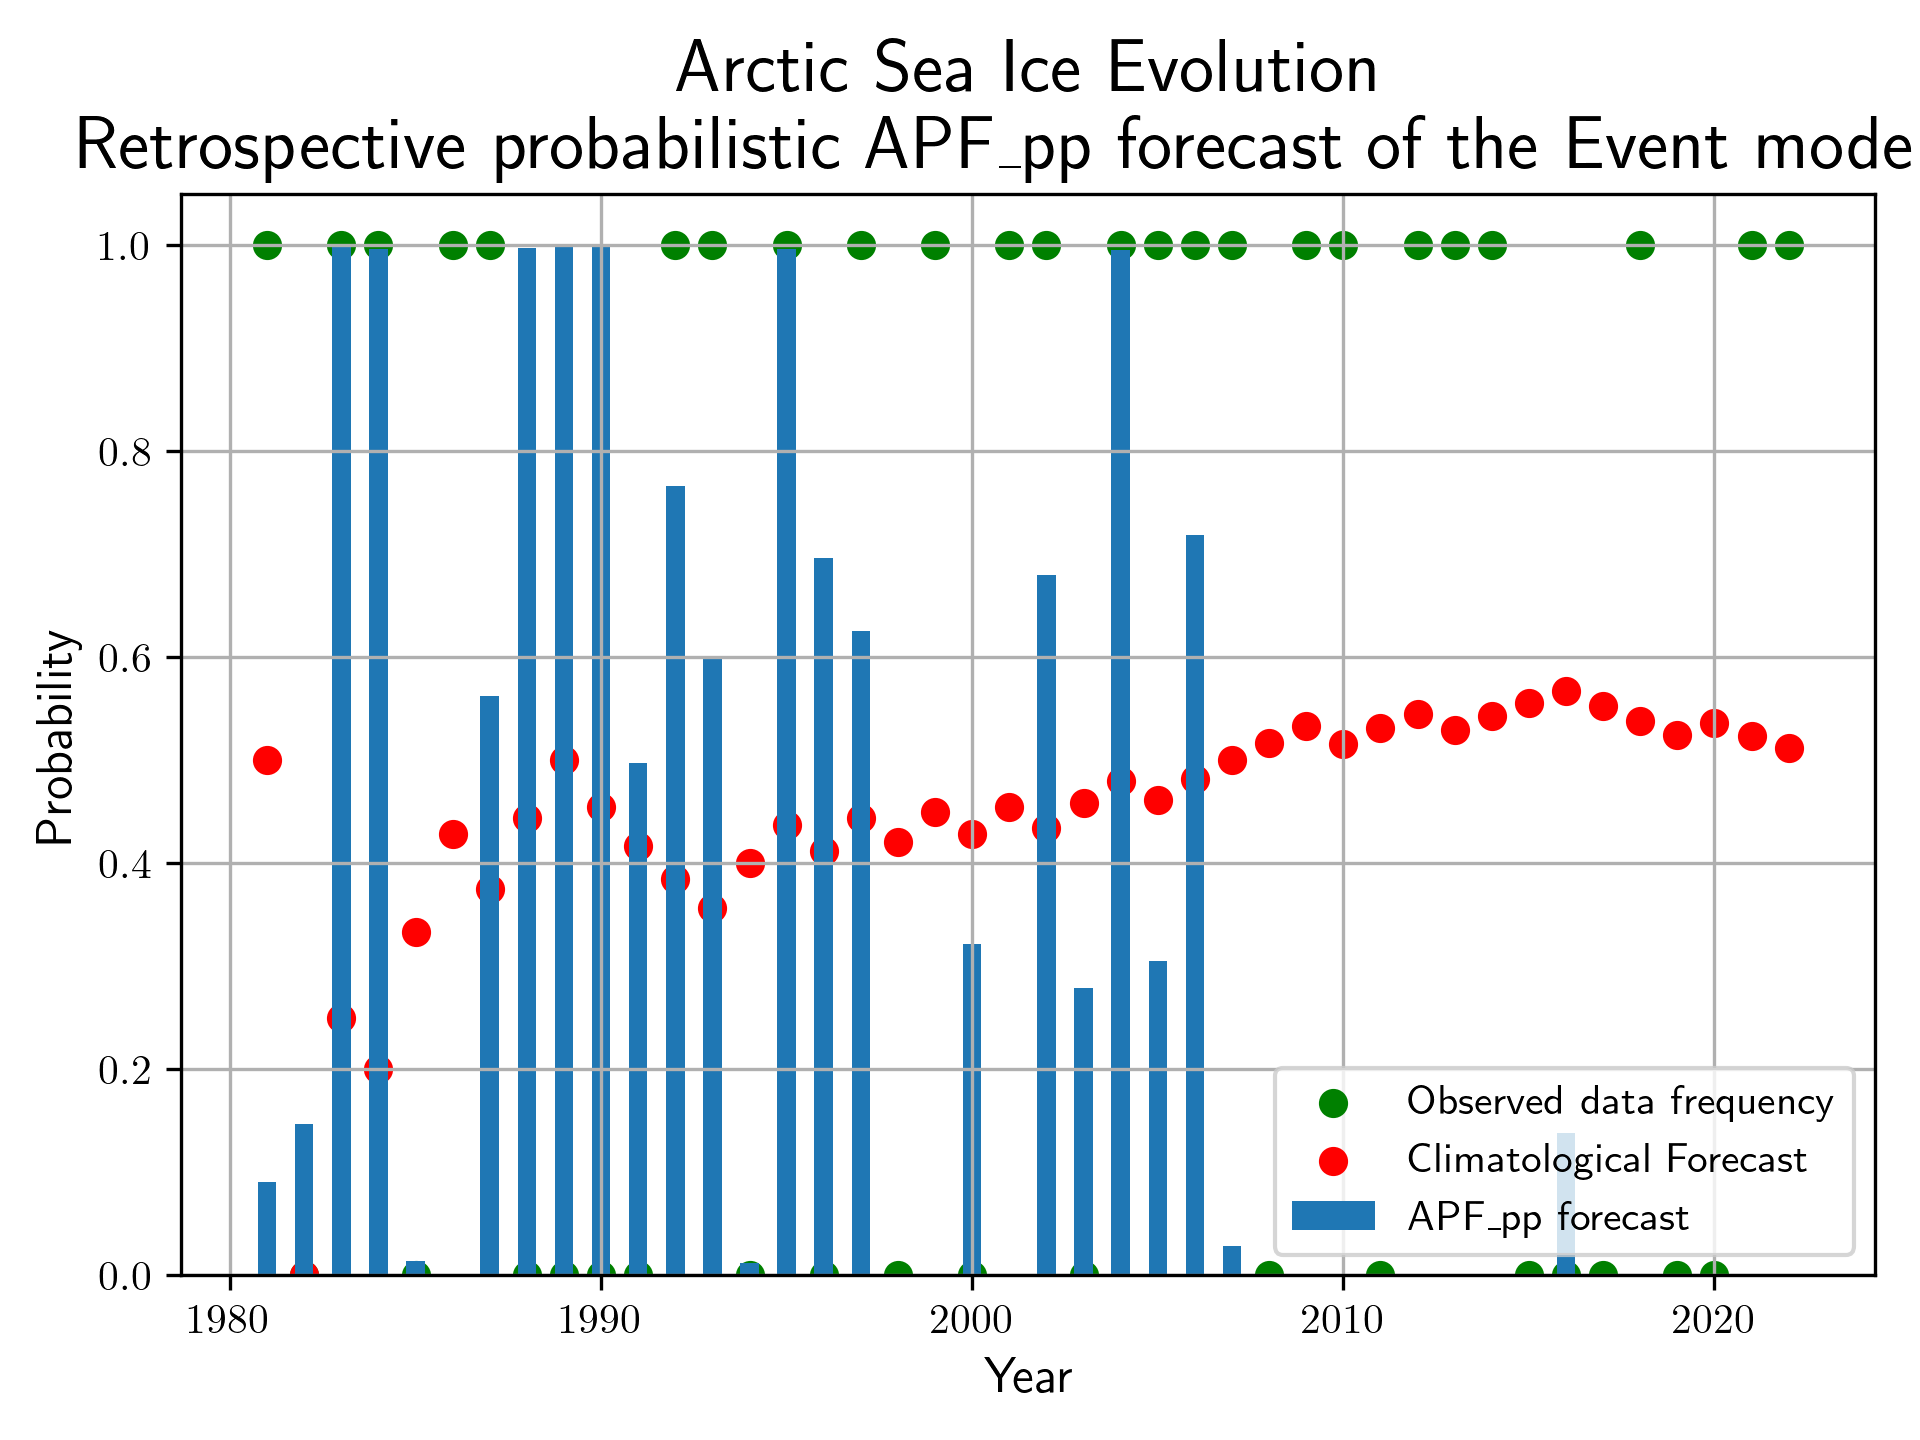 Arctic Sea Ice Evolution
Retrospective probabilistic APF_pp forecast of the Event mode
Probability
1.0
0.8
0.6
0.4
0.2
0.0
1980 1990 2000 2010 2020
Year
Observed data frequency
Climatological Forecast
APF_pp forecast